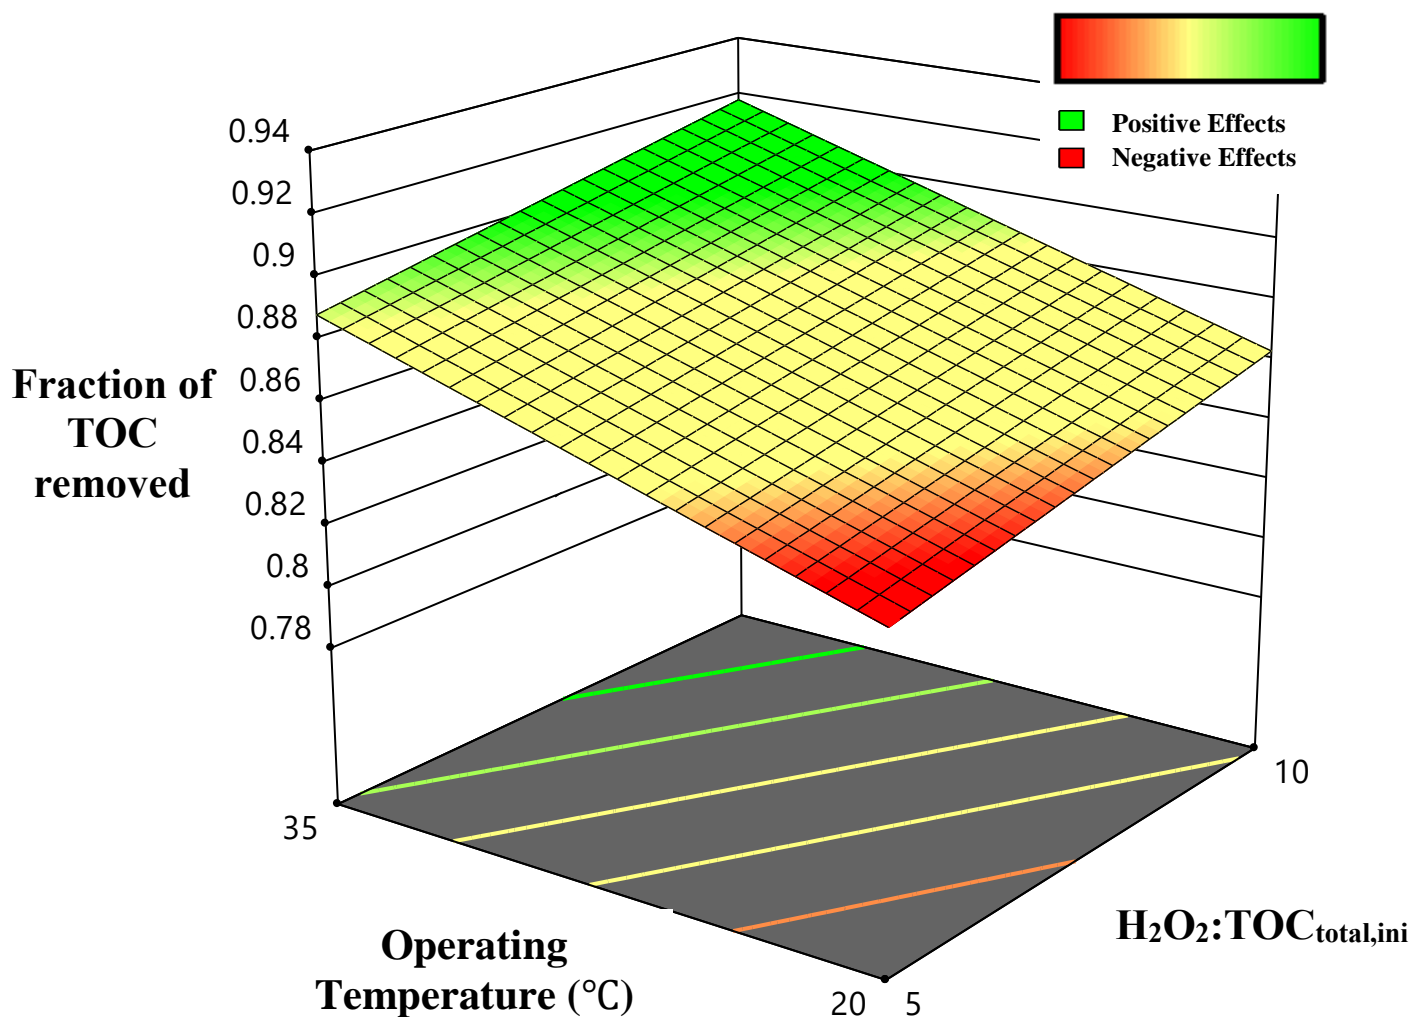 Positive Effects
Negative Effects
0.94
0.92
0.9
0.88
0.86
0.84
0.82
0.8
0.78
Fraction of
TOC
removed
35
20
5
10
Operating
Temperature (℃)
H₂O₂:TOCtotal,ini